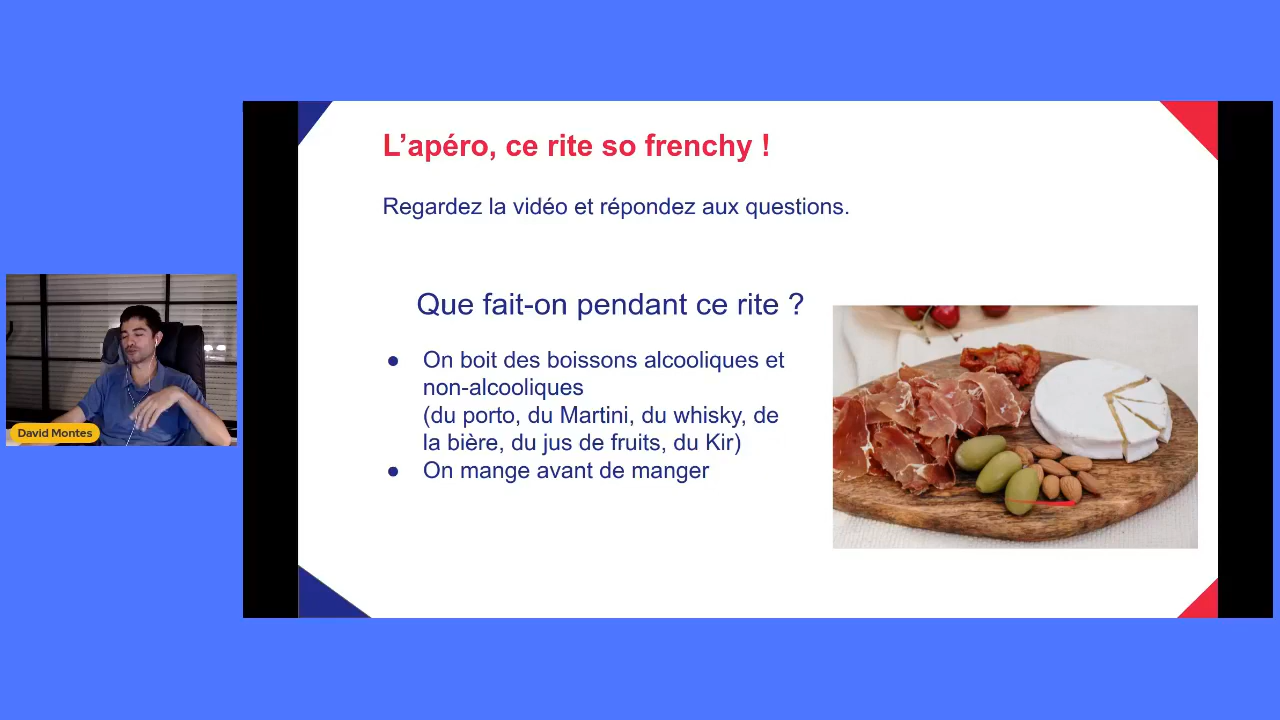 L’apéro, ce rite so frenchy !
Regardez la vidéo et répondez aux questions.
Que fait-on pendant ce rite ?
● On boit des boissons alcooliques et
non-alcooliques
(du porto, du Martini, du whisky, de
la bière, du jus de fruits, du Kir)
● On mange avant de manger
David Montes